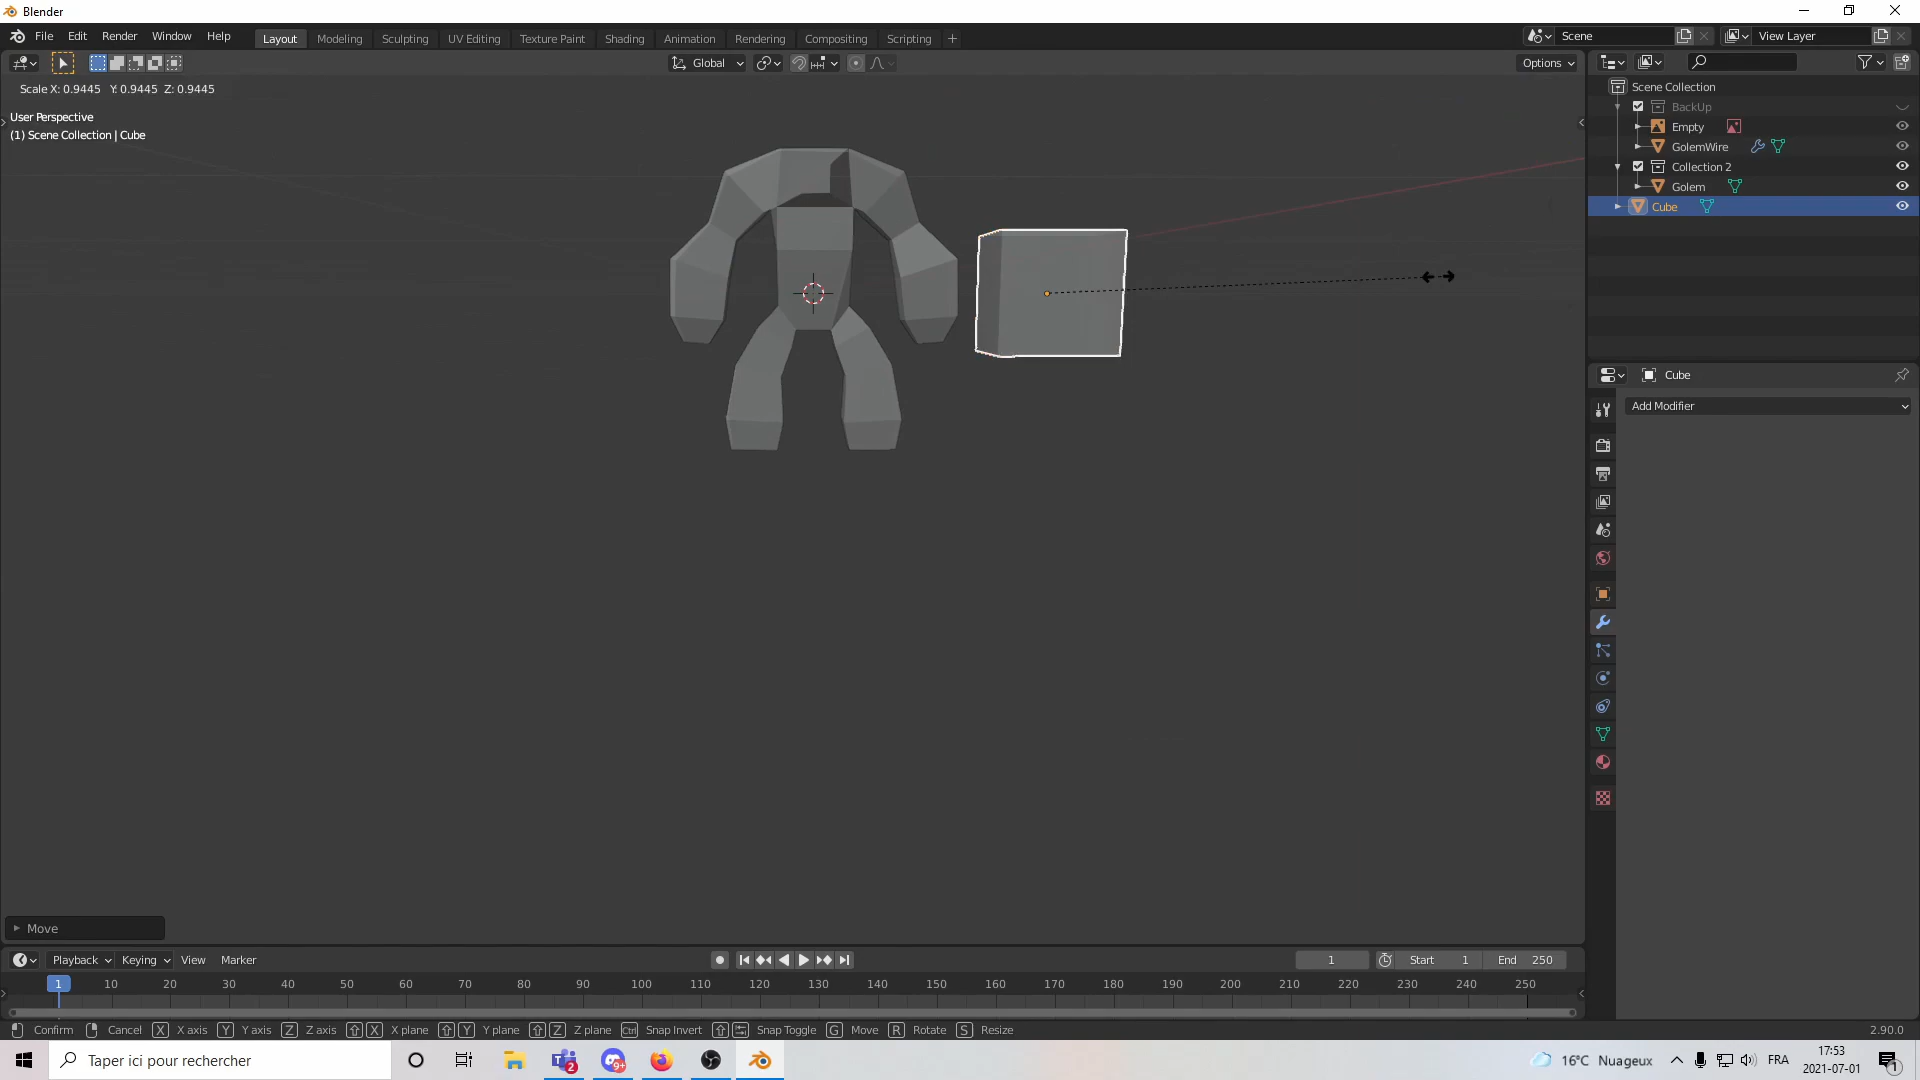 Blender
File Edit Render Window Help
Layout Modeling Sculpting UV Editing Texture Paint Shading Animation Rendering Compositing Scripting +
Scene
View Layer
Global
Options
Scale X: 0.9445 Y: 0.9445 Z: 0.9445
User Perspective
(1) Scene Collection | Cube
Scene Collection
BackUp
Empty
GolemWire
Collection 2
Golem
Cube
Cube
Add Modifier
Move
Playback Keying View Marker
1
Start 1
End 250
1 10 20 30 40 50 60 70 80 90 100 110 120 130 140 150 160 170 180 190 200 210 220 230 240 250
Confirm Cancel X X axis Y Y axis Z Z axis X X plane Y Y plane Z Z plane Ctrl Snap Invert Snap Toggle G Move R Rotate S Resize
2.90.0
Taper ici pour rechercher
2
9+
16°C Nuageux
FRA
17:53
2021-07-01
1